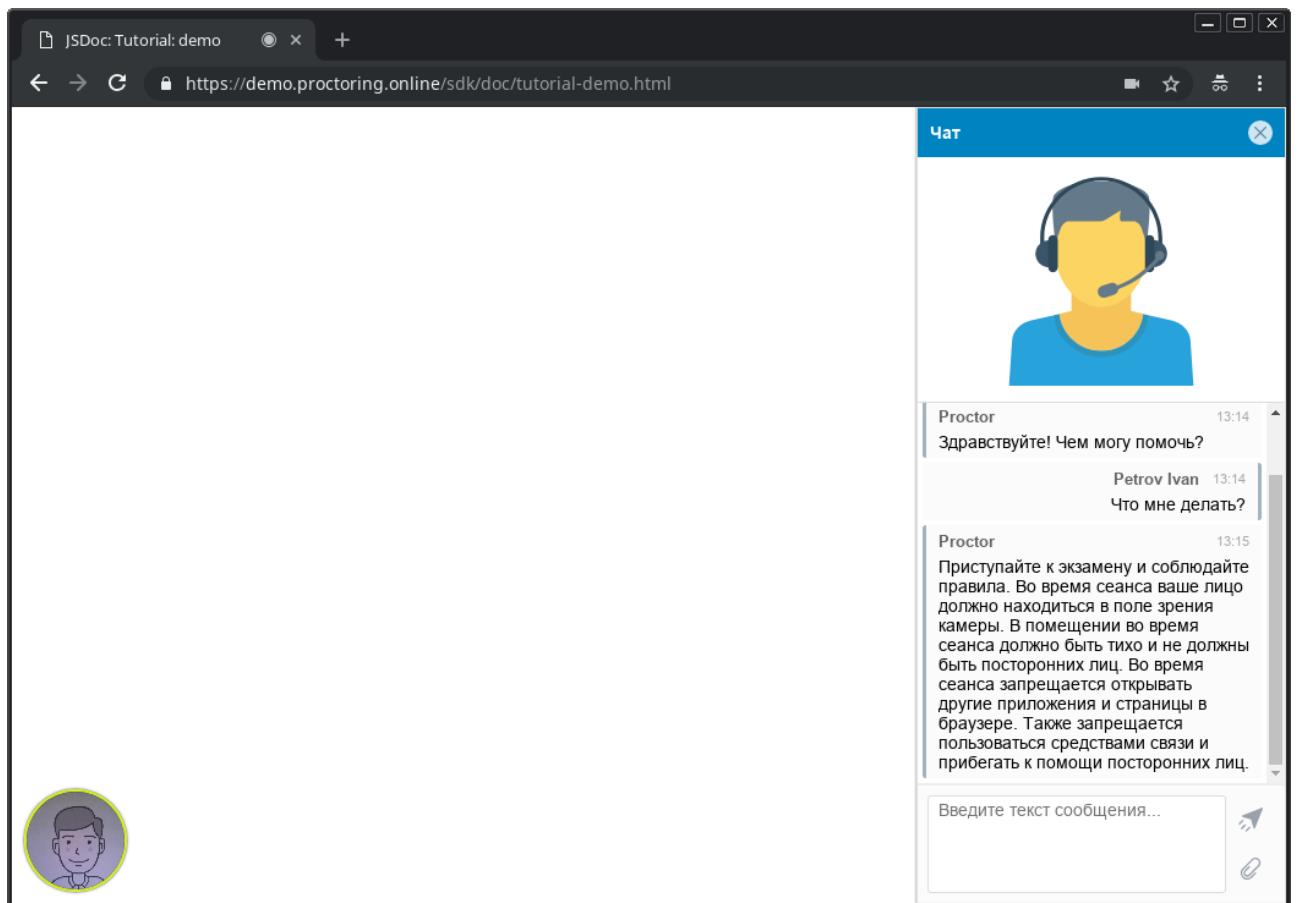 JSDoc: Tutorial: demo
https://demo.proctoring.online/sdk/doc/tutorial-demo.html
Чат
Proctor 13:14
Здравствуйте! Чем могу помочь?
Petrov Ivan 13:14
Что мне делать?
Proctor 13:15
Приступайте к экзамену и соблюдайте
правила. Во время сеанса ваше лицо
должно находиться в поле зрения
камеры. В помещении во время
сеанса должно быть тихо и не должны
быть посторонних лиц. Во время
сеанса запрещается открывать
другие приложения и страницы в
браузере. Также запрещается
пользоваться средствами связи и
прибегать к помощи посторонних лиц.
Введите текст сообщения...